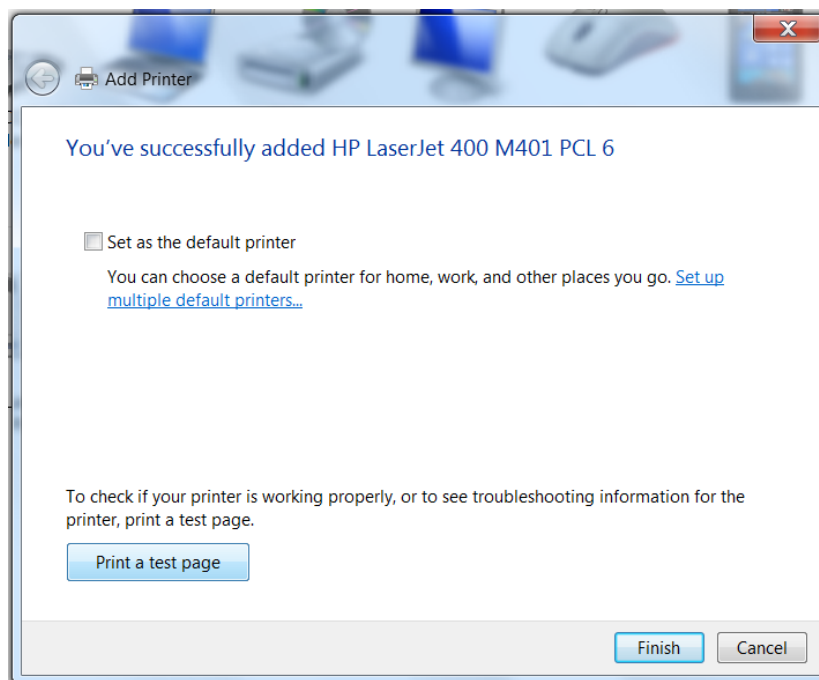 Add Printer
You've successfully added HP LaserJet 400 M401 PCL 6
Set as the default printer
You can choose a default printer for home, work, and other places you go. Set up
multiple default printers...
To check if your printer is working properly, or to see troubleshooting information for the
printer, print a test page.
Print a test page
Finish Cancel